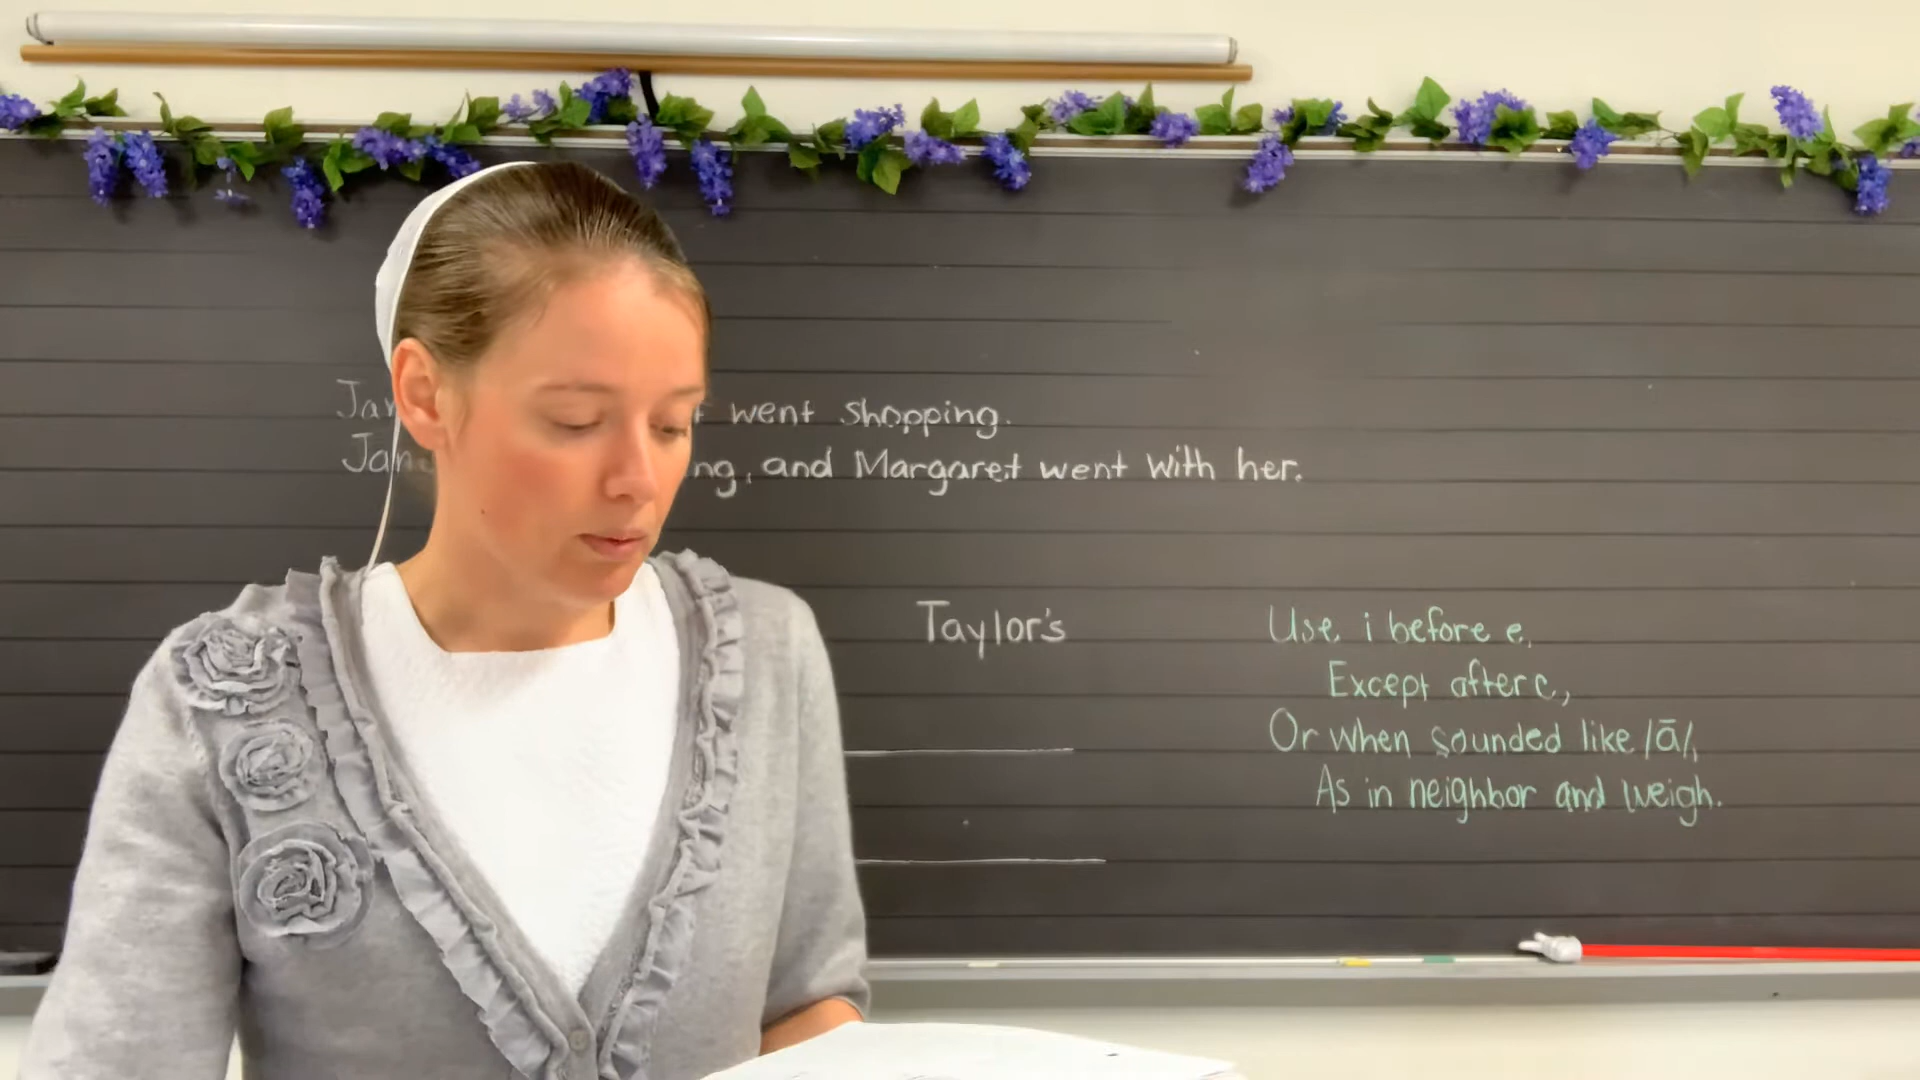 went shopping.
and Margaret went with her.
Taylor's
Use i before e,
Except after c,
Or when sounded like /ā/,
As in neighbor and weigh.